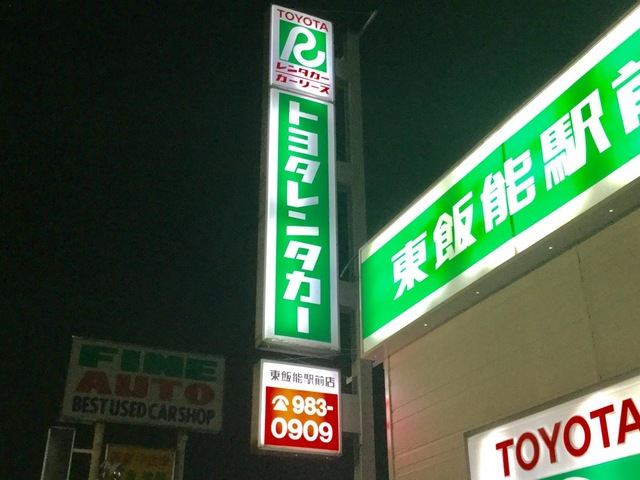 TOYOTA
レンタカー
カーリース
トヨタレンタカー
東飯能駅前店
☎983-
0909
東飯能駅前
TOYOTA
FINE
AUTO
BEST USED CAR SHOP